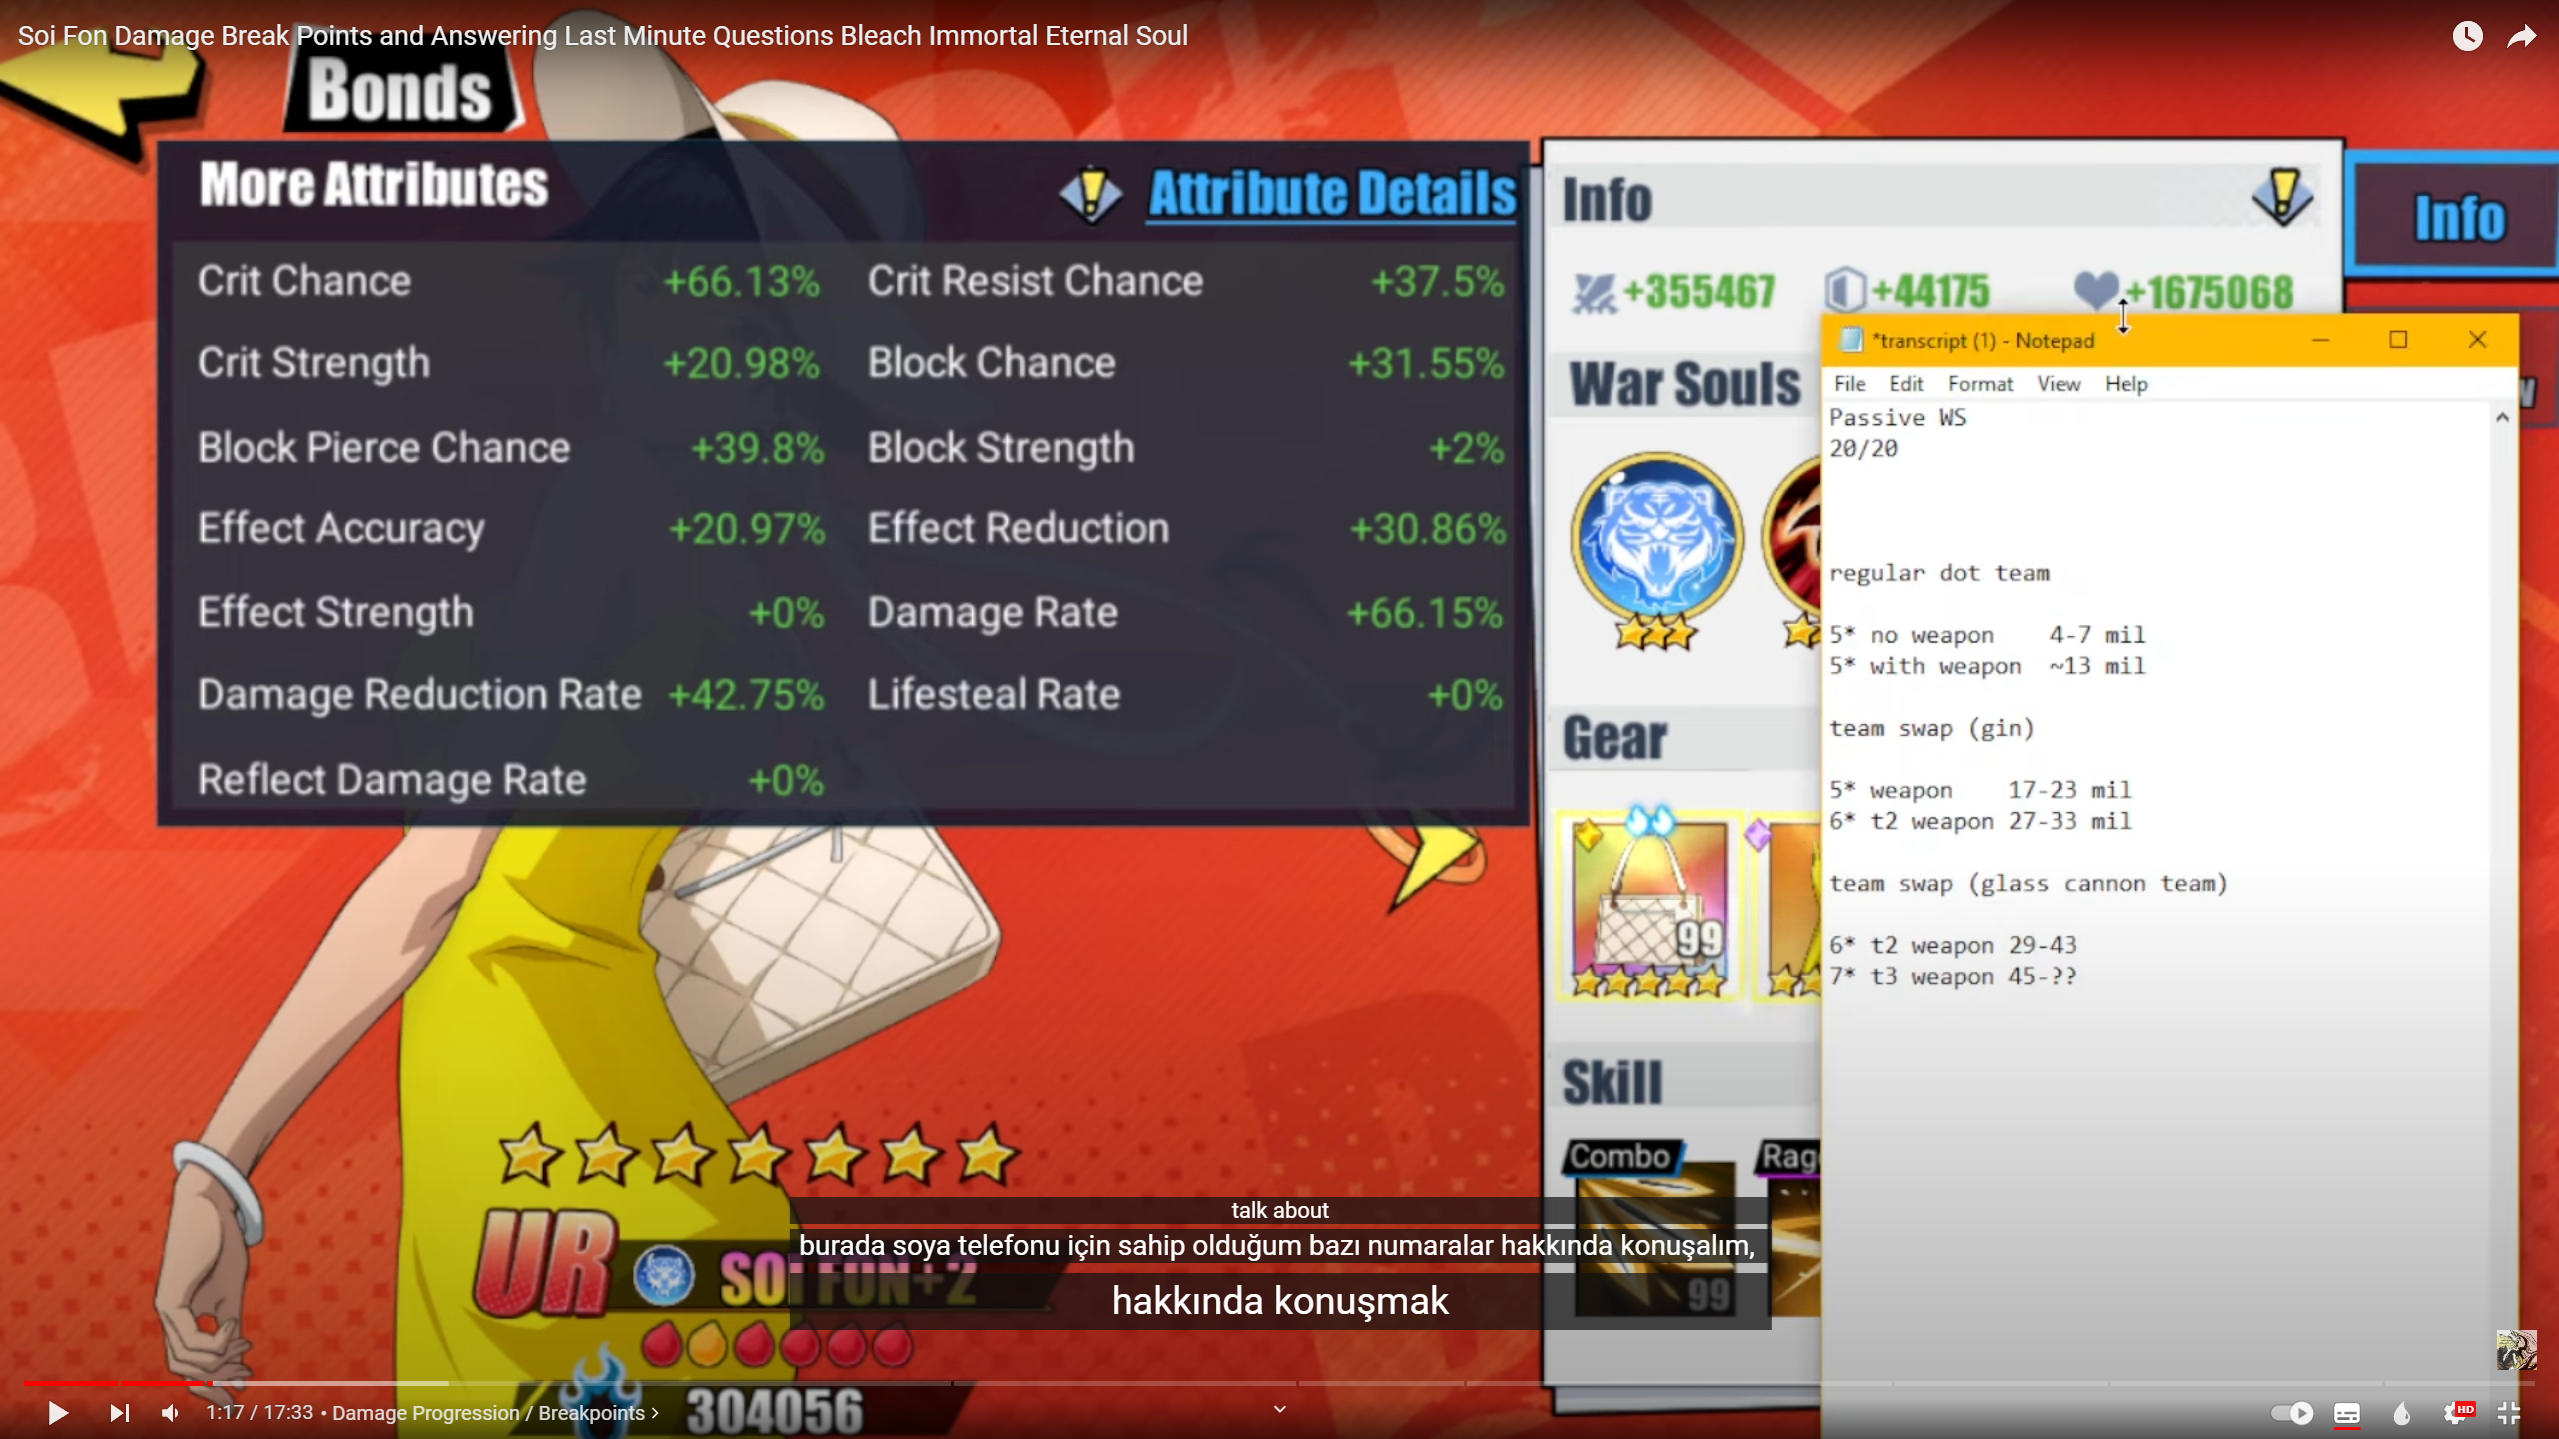 Soi Fon Damage Break Points and Answering Last Minute Questions Bleach Immortal Eternal Soul
Bonds
More Attributes
Attribute Details
Crit Chance +66.13% Crit Resist Chance +37.5%
Crit Strength +20.98% Block Chance +31.55%
Block Pierce Chance +39.8% Block Strength +2%
Effect Accuracy +20.97% Effect Reduction +30.86%
Effect Strength +0% Damage Rate +66.15%
Damage Reduction Rate +42.75% Lifesteal Rate +0%
Reflect Damage Rate +0%
Info
Info
+355467 +44175 +1675068
War Souls
Gear
99
Skill
Combo
99
*transcript (1) - Notepad
File Edit Format View Help
Passive WS
20/20
regular dot team
5* no weapon 4-7 mil
5* with weapon ~13 mil
team swap (gin)
5* weapon 17-23 mil
6* t2 weapon 27-33 mil
team swap (glass cannon team)
6* t2 weapon 29-43
7* t3 weapon 45-??
UR
SOI FON+2
304056
talk about
burada soya telefonu için sahip olduğum bazı numaralar hakkında konuşalım,
hakkında konuşmak
1:17 / 17:33 • Damage Progression / Breakpoints
HD